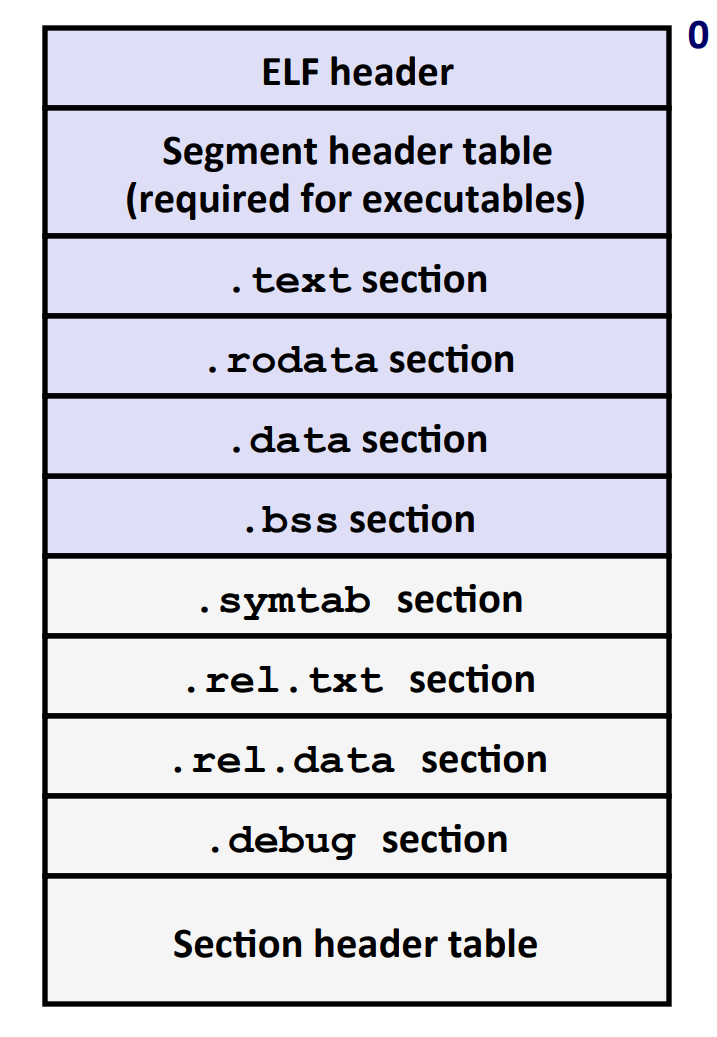 0
ELF header
Segment header table
(required for executables)
.text section
.rodata section
.data section
.bss section
.symtab section
.rel.txt section
.rel.data section
.debug section
Section header table